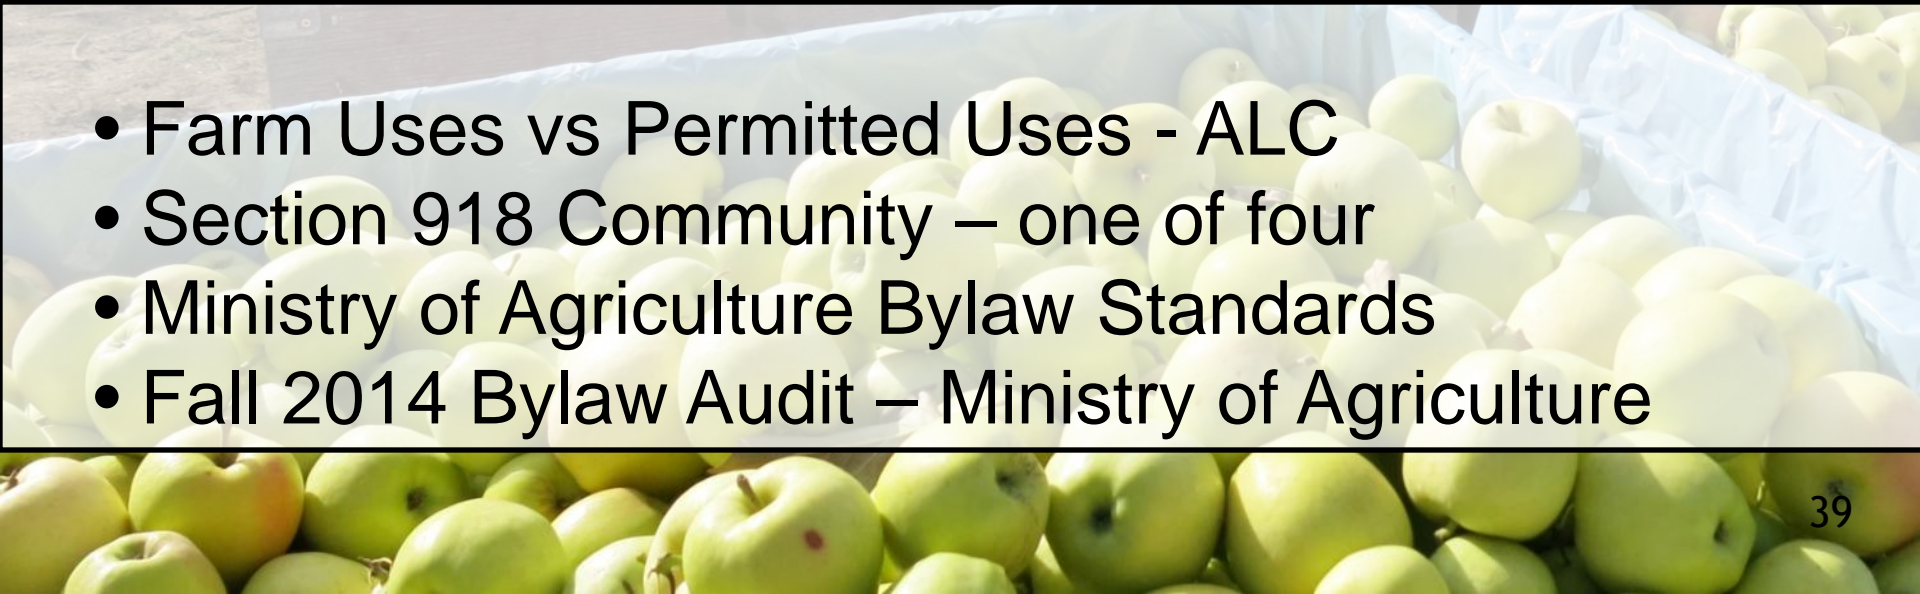 • Farm Uses vs Permitted Uses - ALC
• Section 918 Community – one of four
• Ministry of Agriculture Bylaw Standards
• Fall 2014 Bylaw Audit – Ministry of Agriculture
39